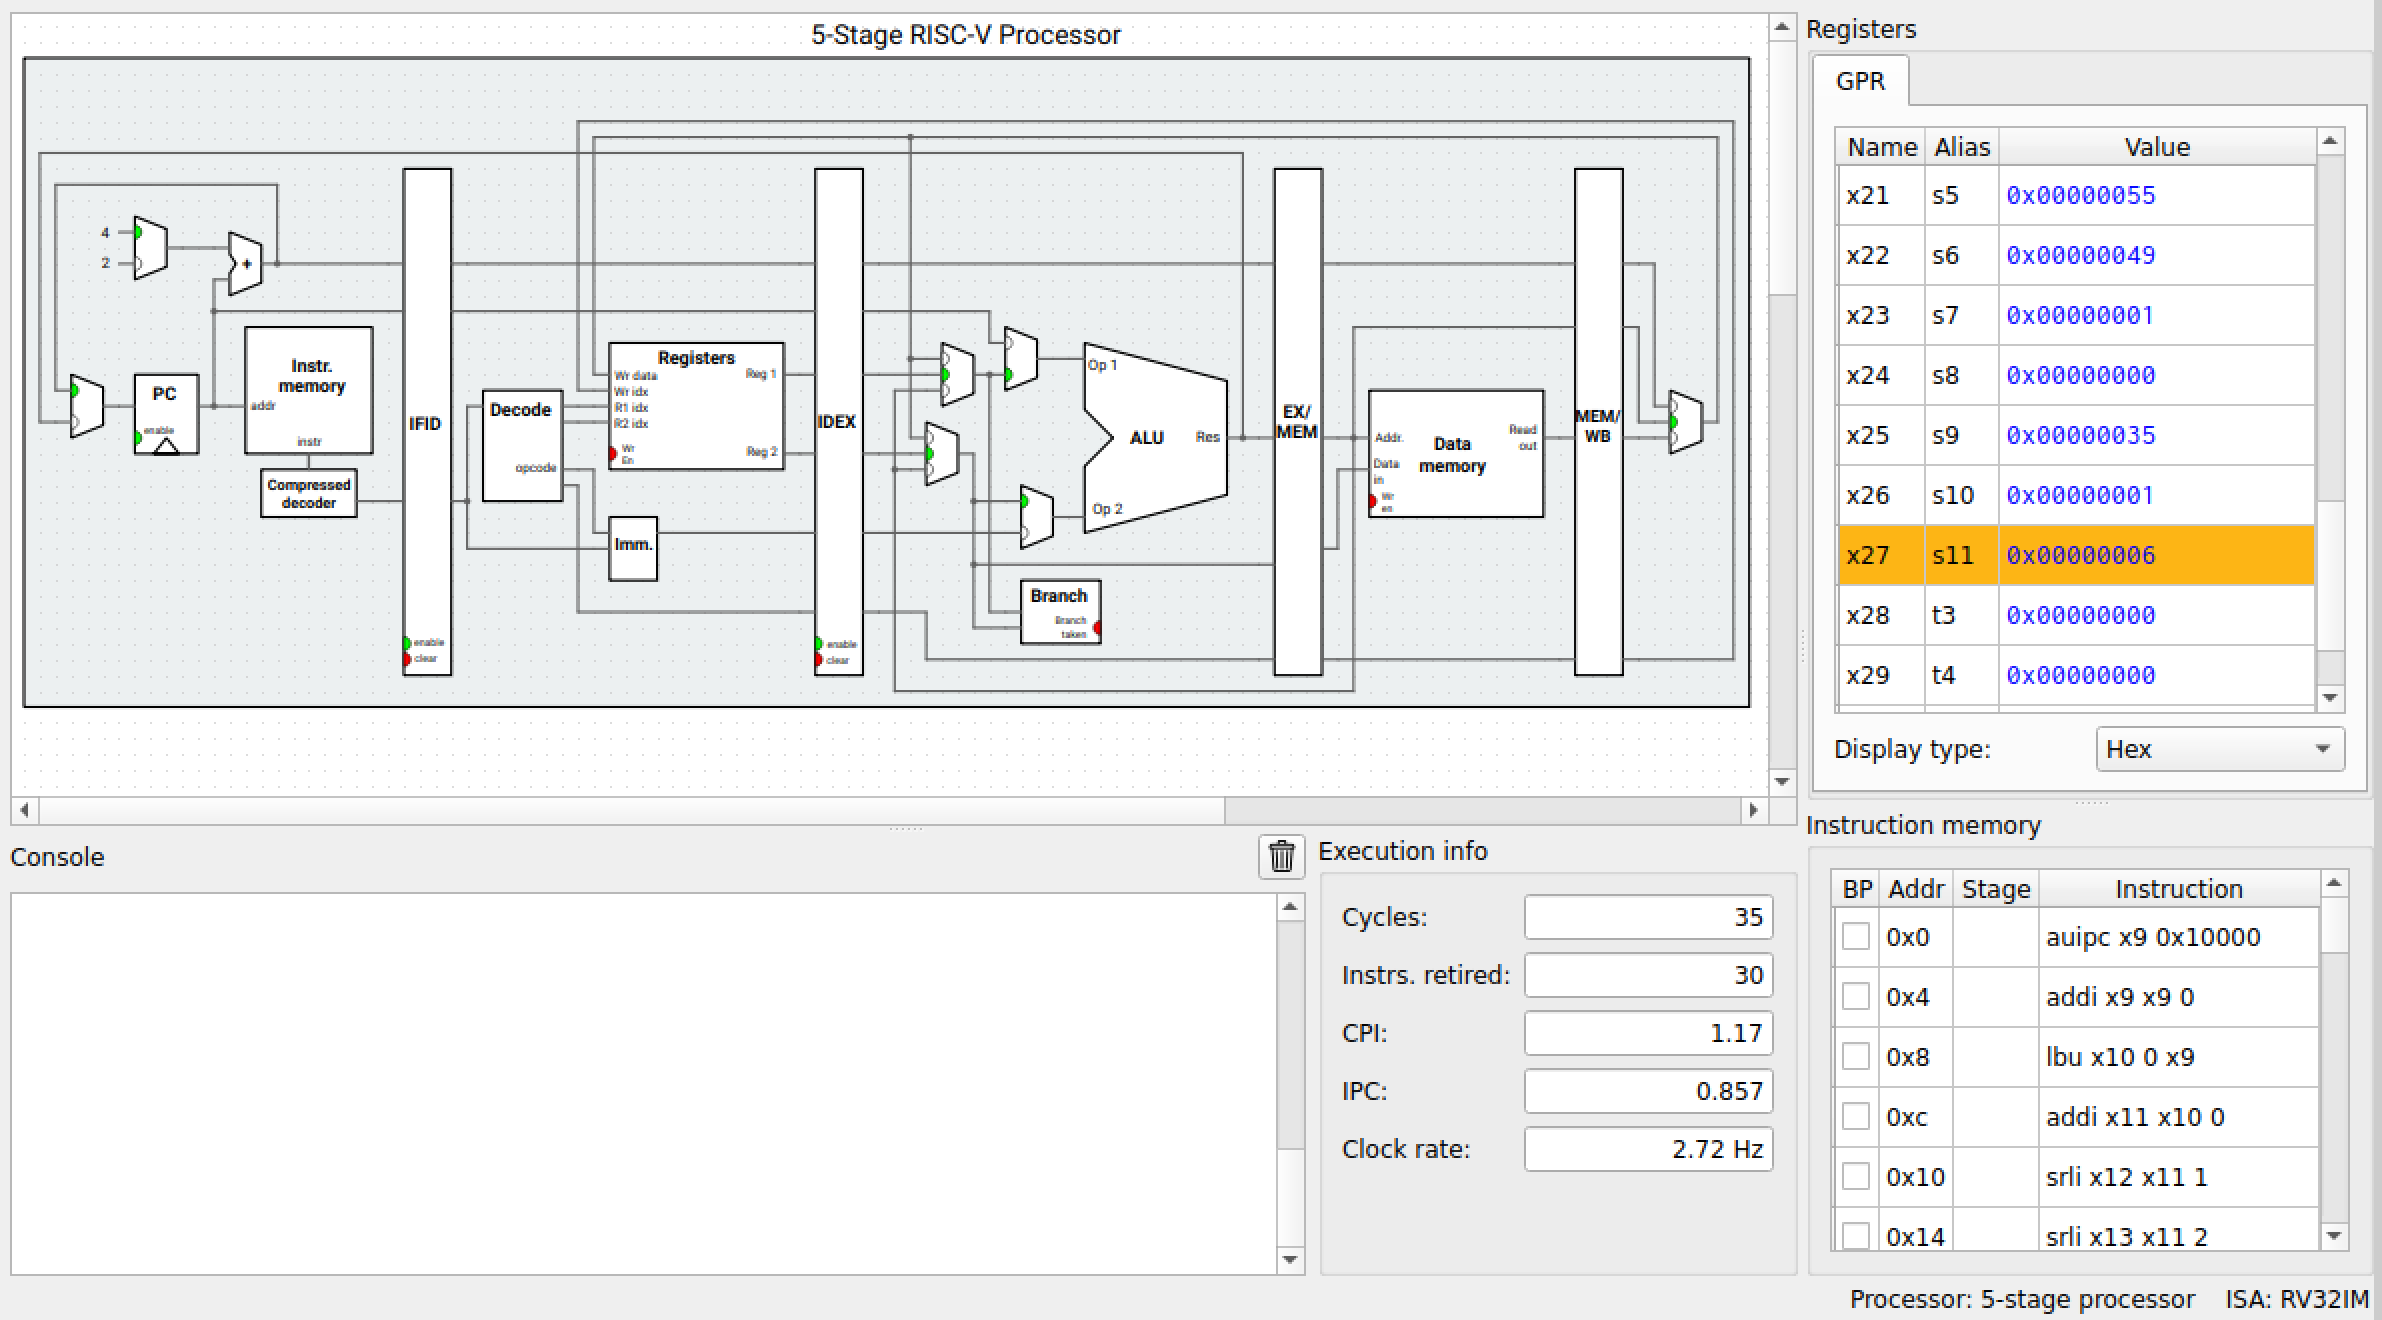 5-Stage RISC-V Processor
4
2
+
PC
enable
Instr.
memory
addr
instr
Compressed
decoder
IFID
enable
clear
Decode
opcode
Registers
Wr data
Wr idx
R1 idx
R2 idx
Wr
En
Reg 1
Reg 2
Imm.
IDEX
enable
clear
Op 1
ALU
Res
Op 2
Branch
Branch
taken
EX/
MEM
Addr.
Data
in
Wr
en
Data
memory
Read
out
MEM/
WB
Registers
GPR
Name Alias Value
x21 s5 0x00000055
x22 s6 0x00000049
x23 s7 0x00000001
x24 s8 0x00000000
x25 s9 0x00000035
x26 s10 0x00000001
x27 s11 0x00000006
x28 t3 0x00000000
x29 t4 0x00000000
Display type: Hex
Console
Execution info
Cycles: 35
Instrs. retired: 30
CPI: 1.17
IPC: 0.857
Clock rate: 2.72 Hz
Instruction memory
BP Addr Stage Instruction
0x0 auipc x9 0x10000
0x4 addi x9 x9 0
0x8 lbu x10 0 x9
0xc addi x11 x10 0
0x10 srli x12 x11 1
0x14 srli x13 x11 2
Processor: 5-stage processor ISA: RV32IM